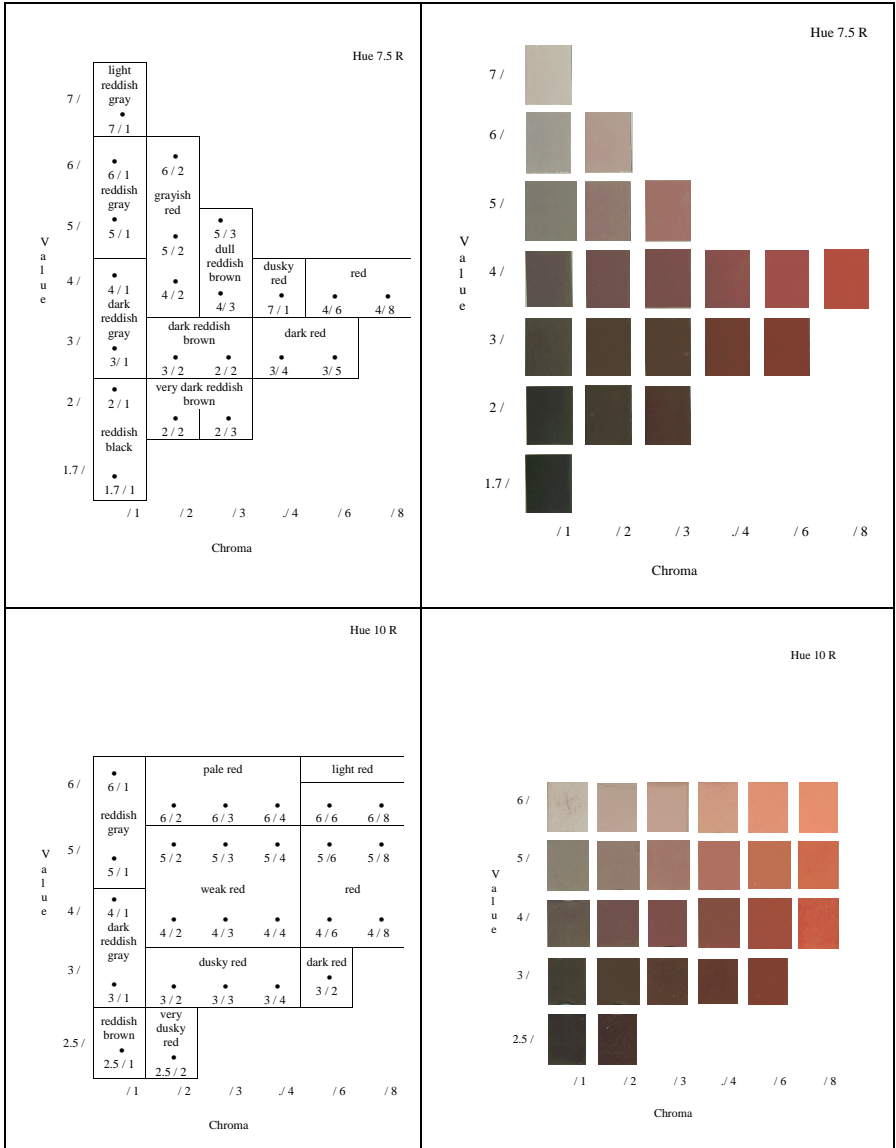 Hue 7.5 R
light
reddish
gray
7 /
7 / 1
6 /
6 / 1
6 / 2
reddish
gray
grayish
red
5 /
5 / 1
5 / 2
5 / 3
dull
reddish
brown
V
a
l
u
e
4 /
4 / 1
4 / 2
4 / 3
dusky
red
7 / 1
red
4 / 6
4 / 8
dark
reddish
gray
3 /
3/ 1
dark reddish
brown
3 / 2
2 / 2
dark red
3 / 4
3 / 5
2 /
2 / 1
very dark reddish
brown
2 / 2
2 / 3
reddish
black
1.7 /
1.7 / 1
/ 1 / 2 / 3 ./ 4 / 6 / 8
Chroma
Hue 7.5 R
7 /
6 /
5 /
V
a
l
u
e
4 /
3 /
2 /
1.7 /
/ 1 / 2 / 3 ./ 4 / 6 / 8
Chroma
Hue 10 R
pale red
light red
6 /
6 / 1
6 / 2
6 / 3
6 / 4
6 / 6
6 / 8
reddish
gray
5 /
5 / 1
5 / 2
5 / 3
5 / 4
5 /6
5 / 8
V
a
l
u
e
weak red
red
4 /
4 / 1
4 / 2
4 / 3
4 / 4
4 / 6
4 / 8
dark
reddish
gray
3 /
3 / 1
dusky red
3 / 2
3 / 3
3 / 4
dark red
3 / 2
2.5 /
reddish
brown
2.5 / 1
very
dusky
red
2.5 / 2
/ 1 / 2 / 3 ./ 4 / 6 / 8
Chroma
Hue 10 R
6 /
5 /
V
a
l
u
e
4 /
3 /
2.5 /
/ 1 / 2 / 3 ./ 4 / 6 / 8
Chroma